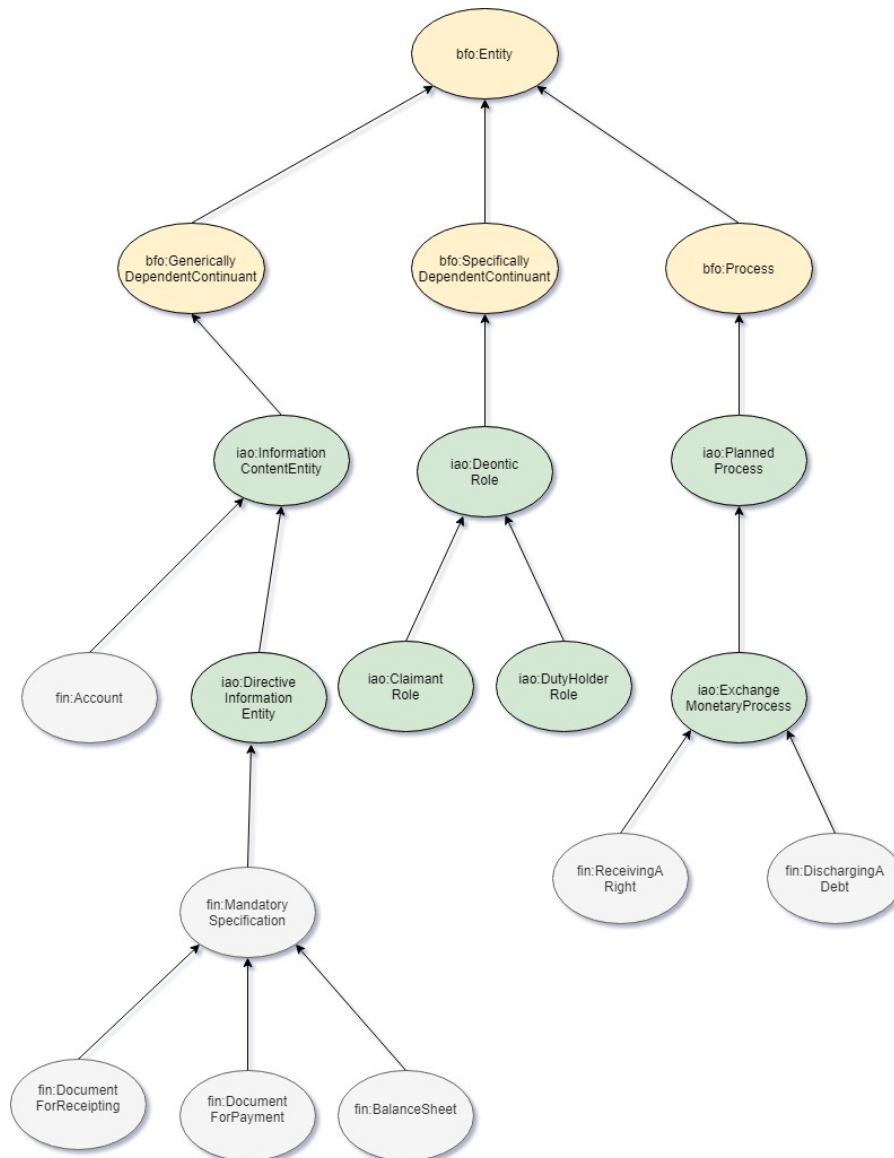 bfo:Entity
bfo:Generically
DependentContinuant
bfo:Specifically
DependentContinuant
bfo:Process
iao:Information
ContentEntity
iao:Deontic
Role
iao:Planned
Process
fin:Account
iao:Directive
Information
Entity
iao:Claimant
Role
iao:DutyHolder
Role
iao:Exchange
MonetaryProcess
fin:ReceivingA
Right
fin:DischargingA
Debt
fin:Mandatory
Specification
fin:Document
ForReceipting
fin:Document
ForPayment
fin:BalanceSheet